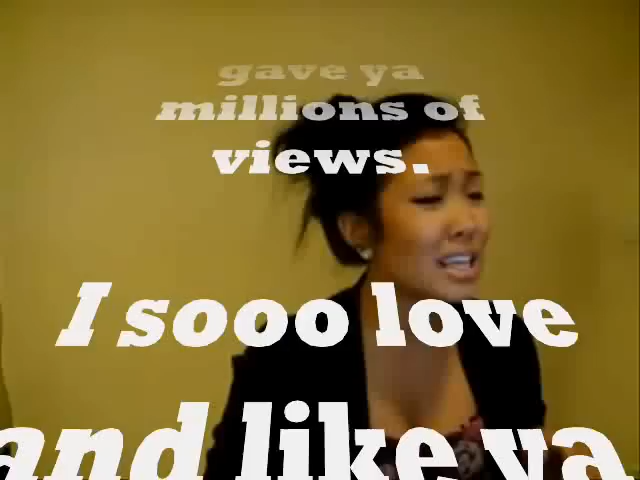 gave ya
millions of
views.
I sooo love
and like ya